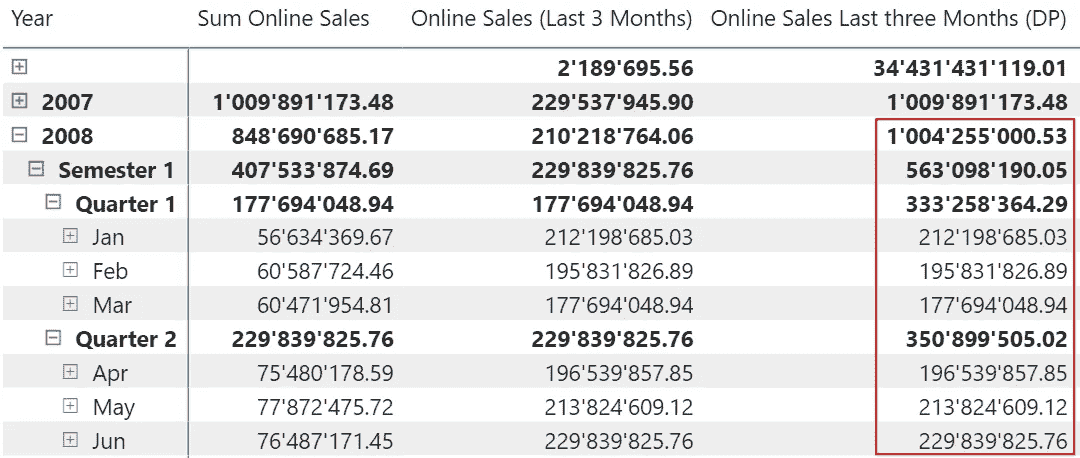 Year Sum Online Sales Online Sales (Last 3 Months) Online Sales Last three Months (DP)
2'189'695.56 34'431'431'119.01
2007 1'009'891'173.48 229'537'945.90 1'009'891'173.48
2008 848'690'685.17 210'218'764.06 1'004'255'000.53
Semester 1 407'533'874.69 229'839'825.76 563'098'190.05
Quarter 1 177'694'048.94 177'694'048.94 333'258'364.29
Jan 56'634'369.67 212'198'685.03 212'198'685.03
Feb 60'587'724.46 195'831'826.89 195'831'826.89
Mar 60'471'954.81 177'694'048.94 177'694'048.94
Quarter 2 229'839'825.76 229'839'825.76 350'899'505.02
Apr 75'480'178.59 196'539'857.85 196'539'857.85
May 77'872'475.72 213'824'609.12 213'824'609.12
Jun 76'487'171.45 229'839'825.76 229'839'825.76